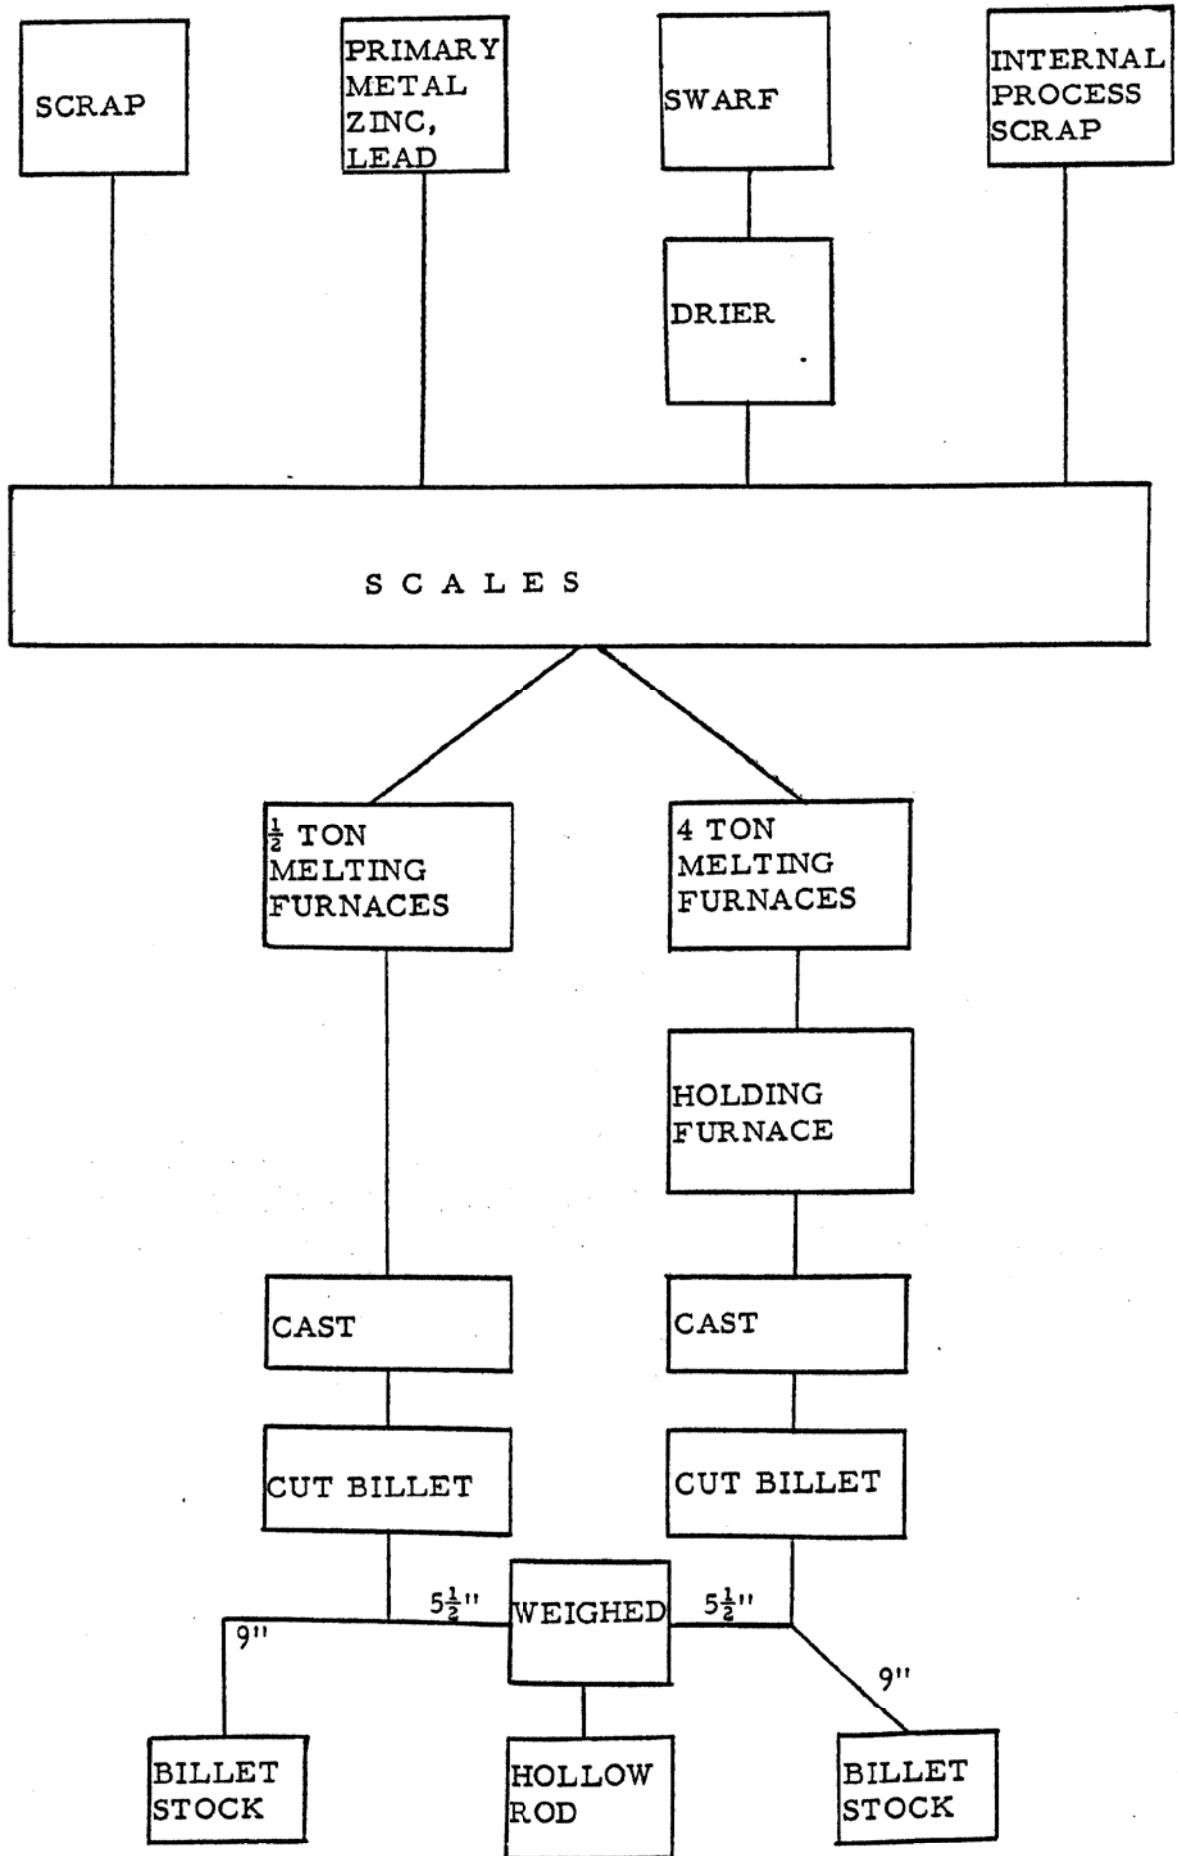 SCRAP
PRIMARY
METAL
ZINC,
LEAD
SWARF
INTERNAL
PROCESS
SCRAP
DRIER
S C A L E S
½ TON
MELTING
FURNACES
4 TON
MELTING
FURNACES
HOLDING
FURNACE
CAST
CAST
CUT BILLET
CUT BILLET
5½"
WEIGHED
5½"
9"
9"
BILLET
STOCK
HOLLOW
ROD
BILLET
STOCK